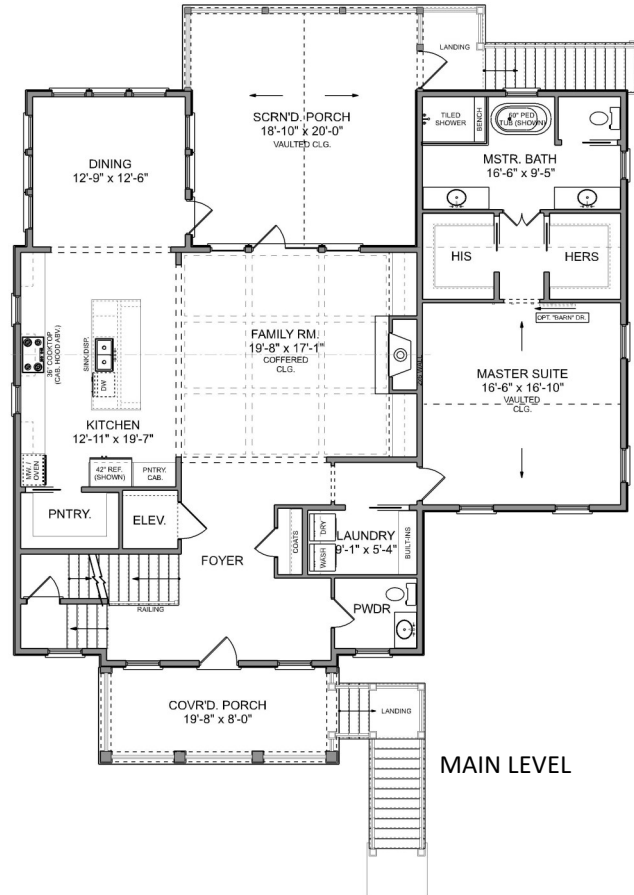 LANDING
SCRN'D. PORCH
18'-10" x 20'-0"
VAULTED CLG.
TILED
SHOWER
BENCH
60" PED
TUB (SHOWN)
DINING
12'-9" x 12'-6"
MSTR. BATH
16'-6" x 9'-5"
HIS
HERS
OPT. "BARN" DR.
36" COOKTOP
(CAB. HOOD ABV.)
SINK/DISP.
DW
FAMILY RM.
19'-8" x 17'-1"
COFFERED
CLG.
MASTER SUITE
16'-6" x 16'-10"
VAULTED
CLG.
KITCHEN
12'-11" x 19'-7"
MW. /
OVEN
42" REF.
(SHOWN)
PNTRY.
CAB.
PNTRY.
ELEV.
COATS
DRY
WASH
LAUNDRY
9'-1" x 5'-4"
BUILT-INS
FOYER
RAILING
PWDR
COVR'D. PORCH
19'-8" x 8'-0"
LANDING
MAIN LEVEL